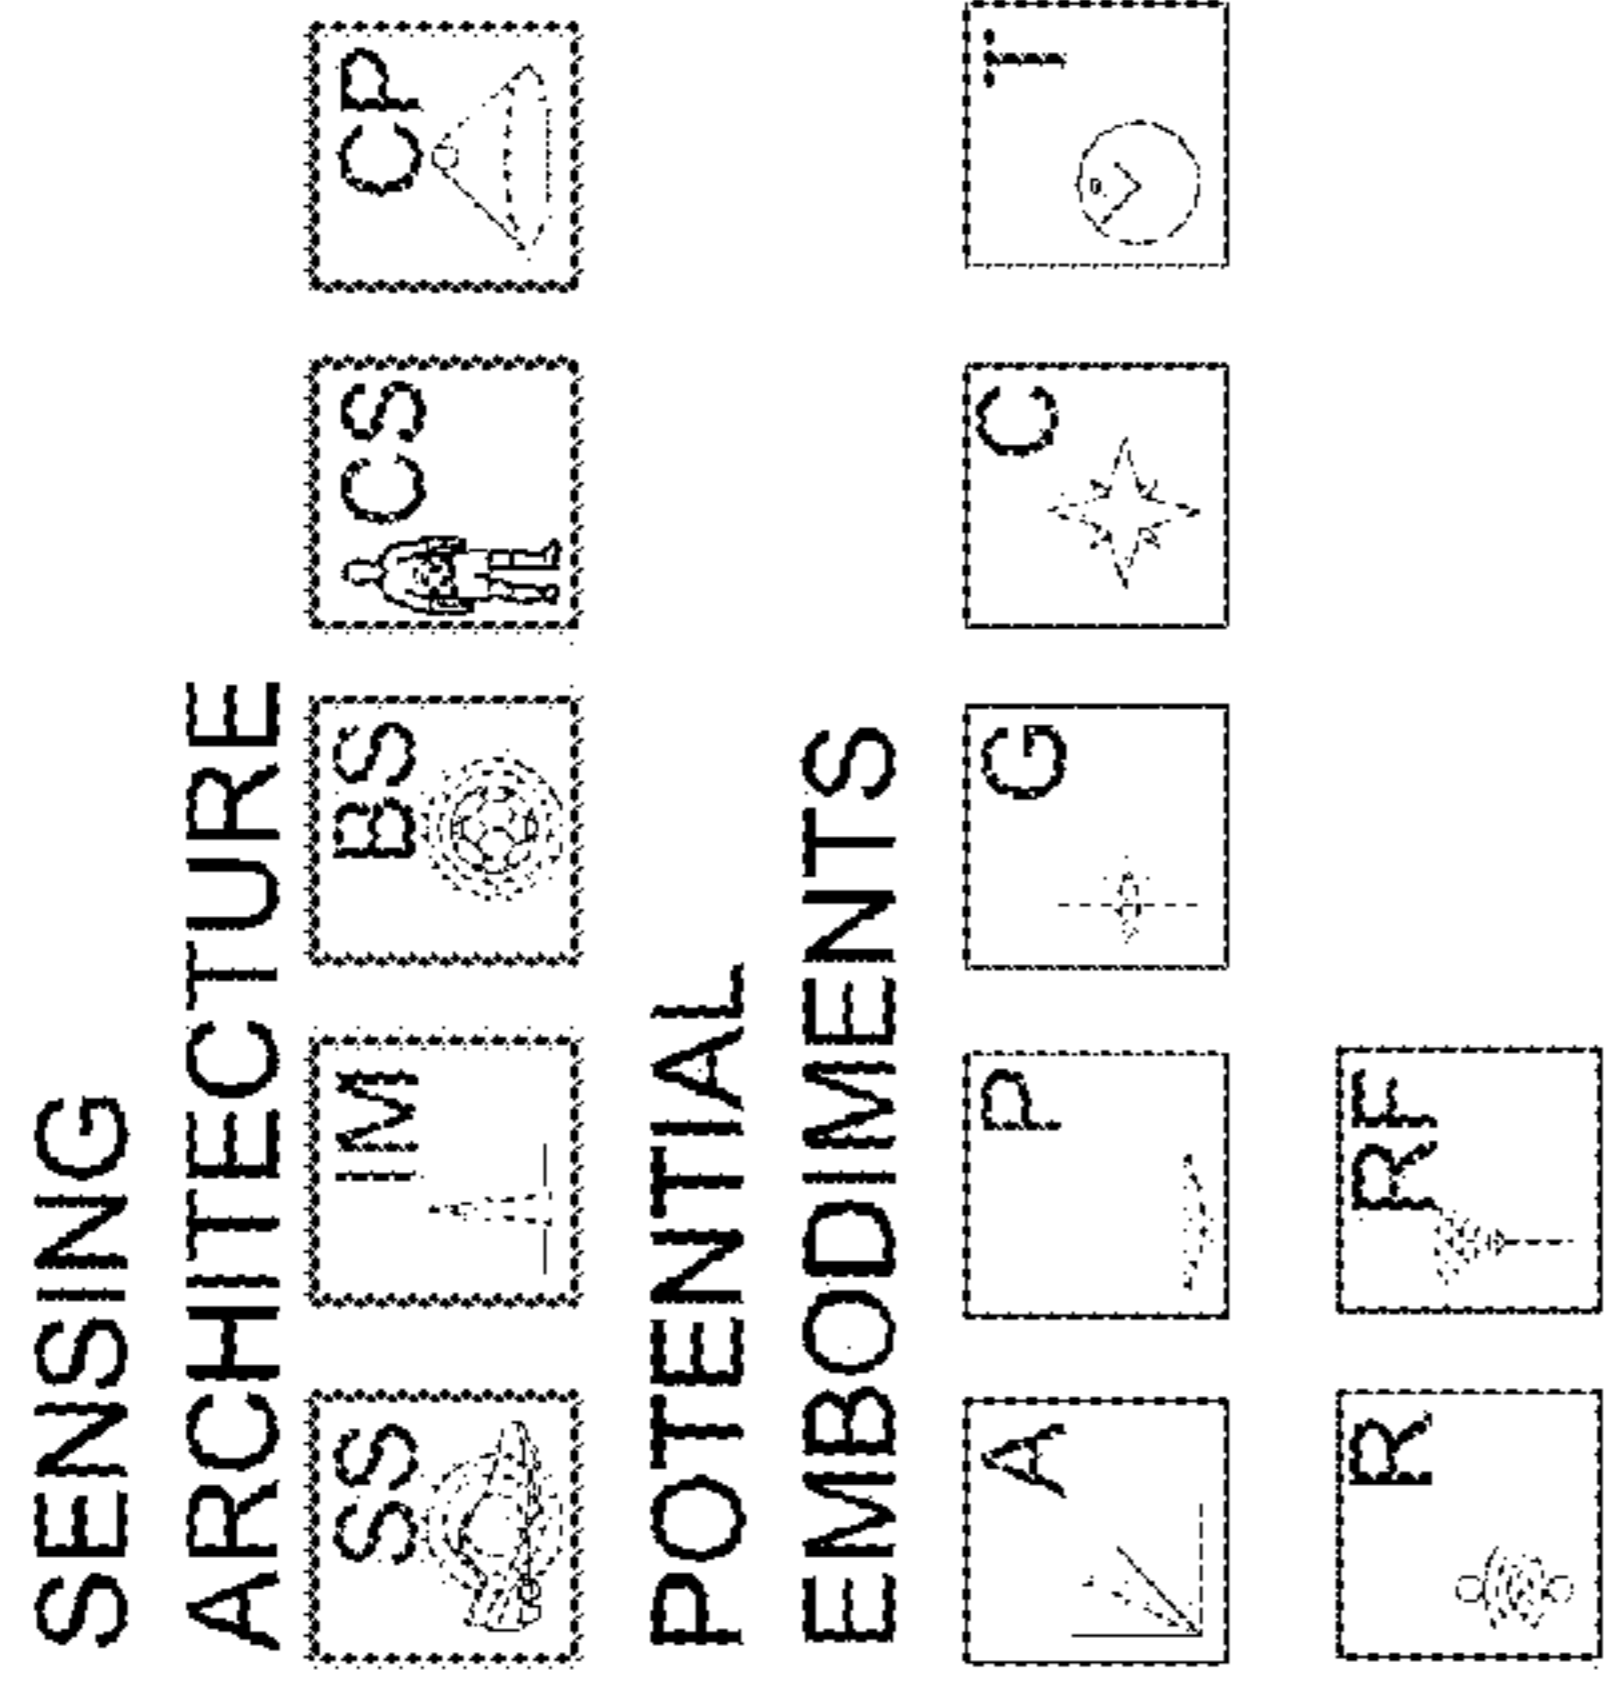 SENSING
ARCHITECTURE
SS IM BS CS CP
POTENTIAL
EMBODIMENTS
A P G C T
R RF